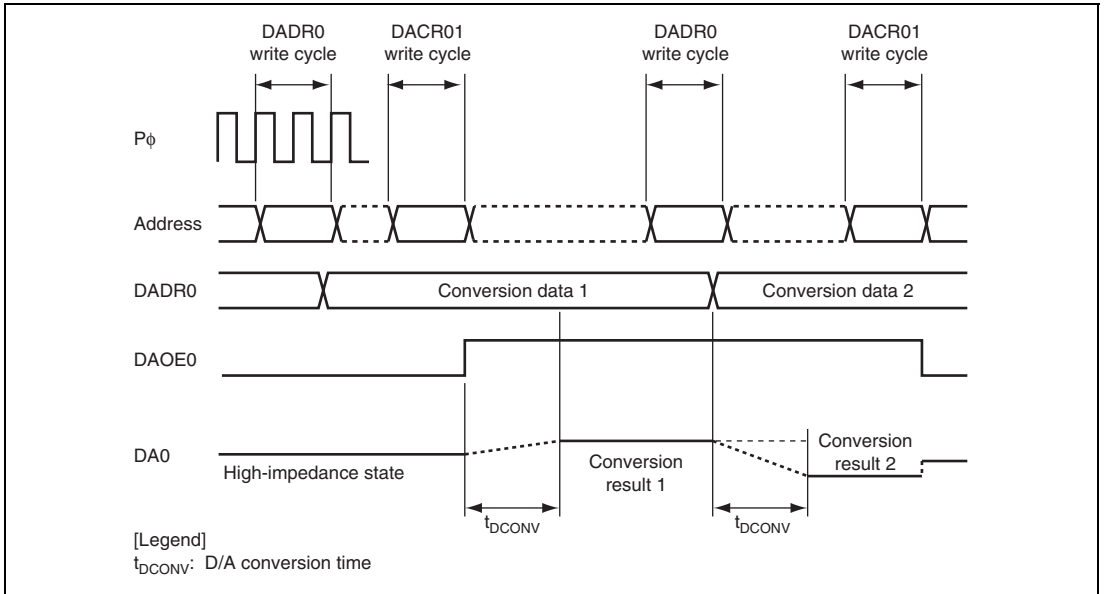 DADR0
write cycle
DACR01
write cycle
DADR0
write cycle
DACR01
write cycle
Pϕ
Address
DADR0
Conversion data 1
Conversion data 2
DAOE0
DA0
High-impedance state
Conversion
result 1
Conversion
result 2
tDCONV
tDCONV
[Legend]
tDCONV: D/A conversion time